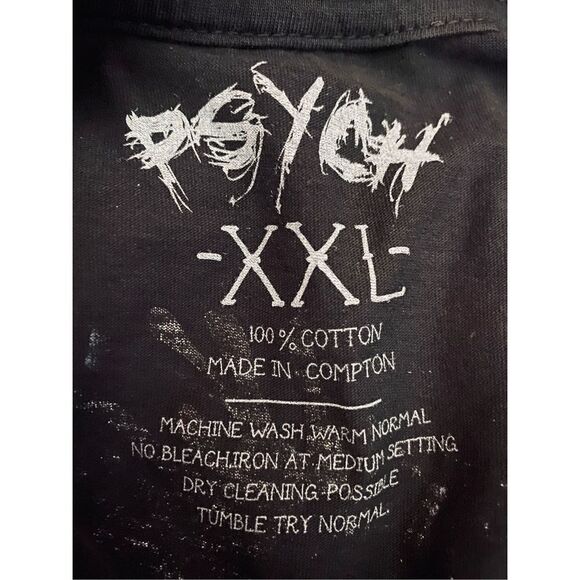 PSYCH
-XXL-
100% COTTON
MADE IN COMPTON
MACHINE WASH WARM NORMAL
NO BLEACH.IRON AT MEDIUM SETTING
DRY CLEANING POSSIBLE
TUMBLE TRY NORMAL.